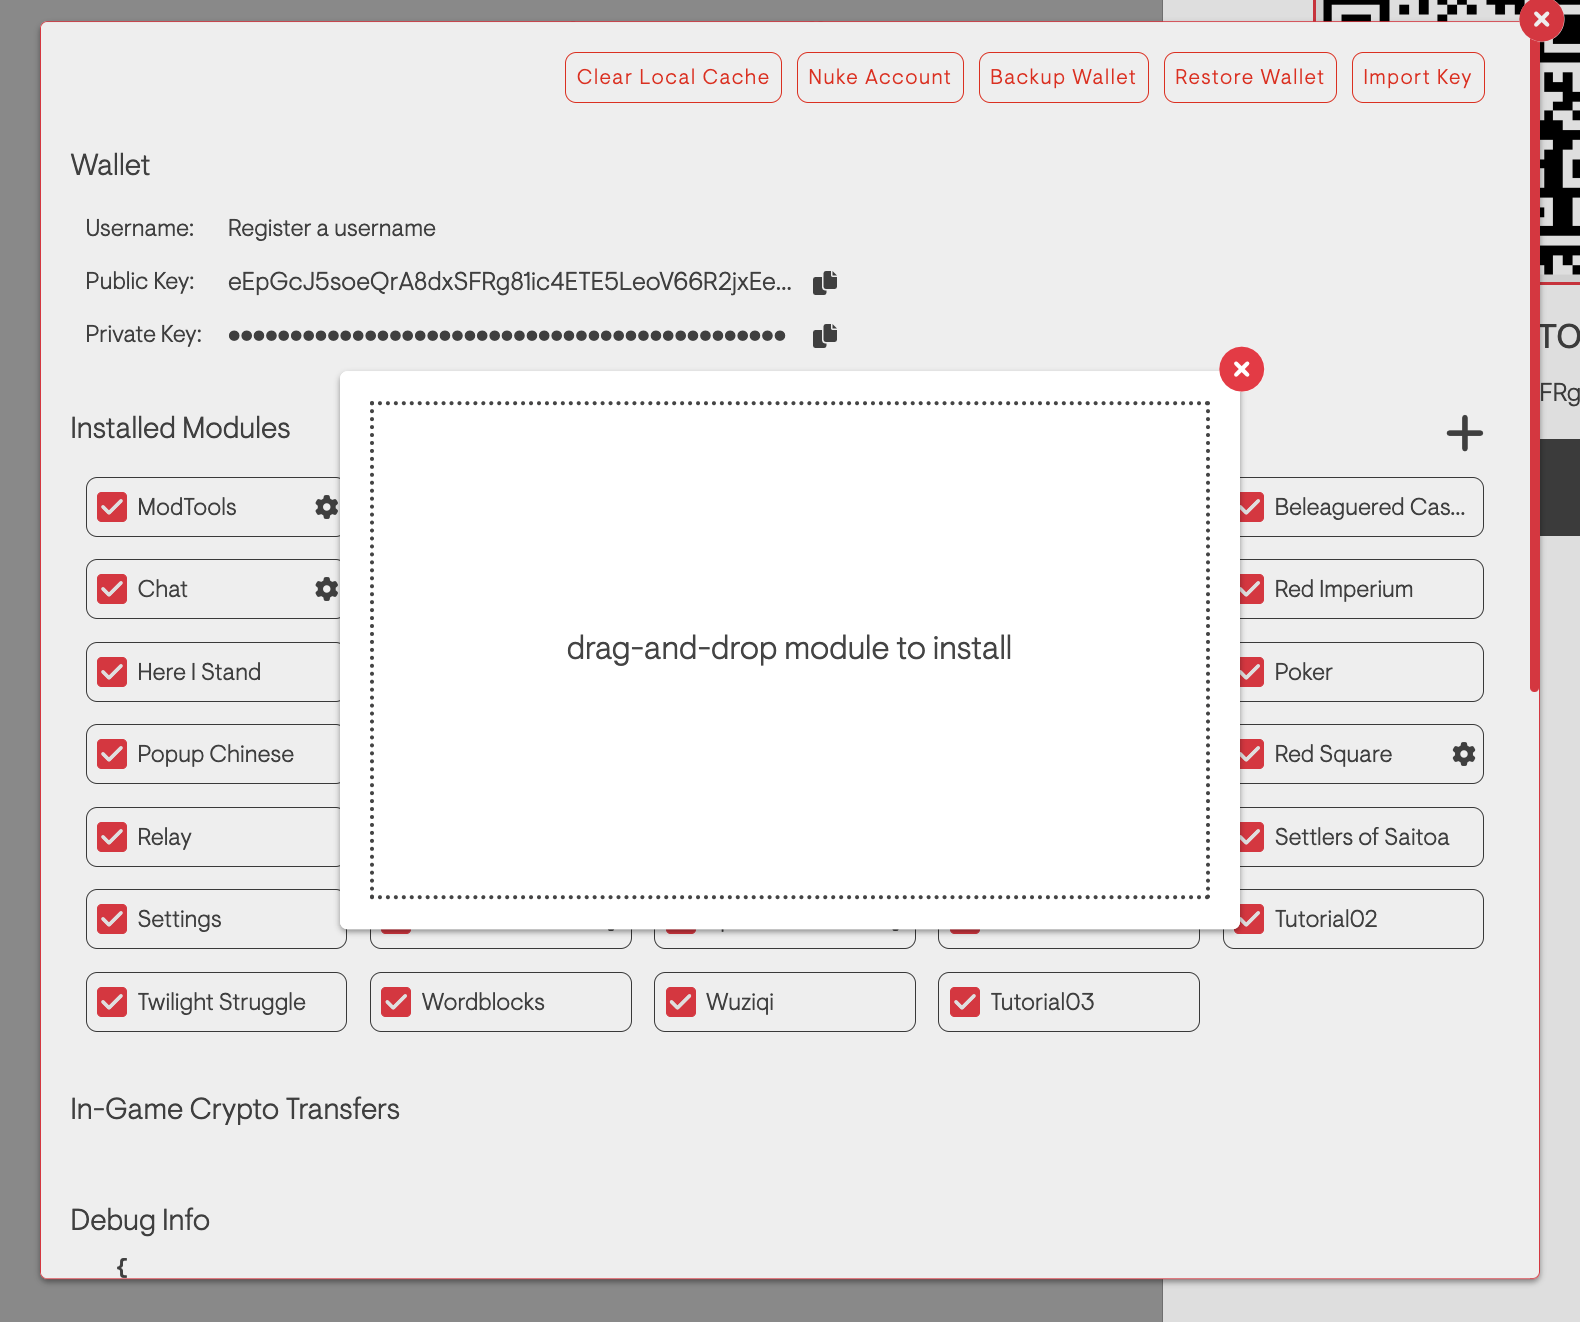 Clear Local Cache
Nuke Account
Backup Wallet
Restore Wallet
Import Key
Wallet
Username: Register a username
Public Key: eEpGcJ5soeQrA8dxSFRg81ic4ETE5LeoV66R2jxEe...
Private Key: •••••••••••••••••••••••••••••••••••••••••••••
TO
FRg
Installed Modules
ModTools
Beleaguered Cas...
Chat
Red Imperium
Here I Stand
Poker
drag-and-drop module to install
Popup Chinese
Red Square
Relay
Settlers of Saitoa
Settings
Tutorial02
Twilight Struggle
Wordblocks
Wuziqi
Tutorial03
In-Game Crypto Transfers
Debug Info
{